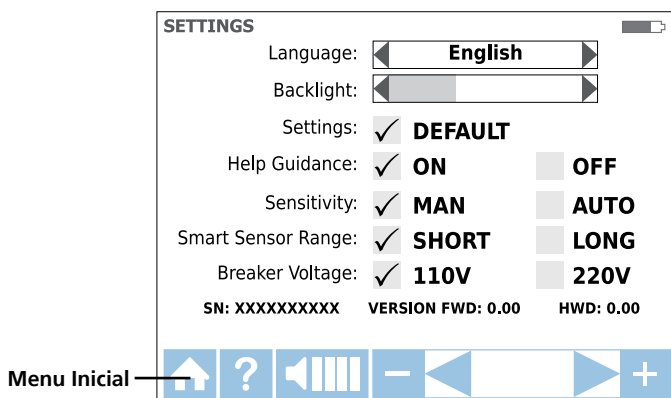 SETTINGS
Language: English
Backlight:
Settings: ✓ DEFAULT
Help Guidance: ✓ ON OFF
Sensitivity: ✓ MAN AUTO
Smart Sensor Range: ✓ SHORT LONG
Breaker Voltage: ✓ 110V 220V
SN: XXXXXXXXXX VERSION FWD: 0.00 HWD: 0.00
Menu Inicial ? − +